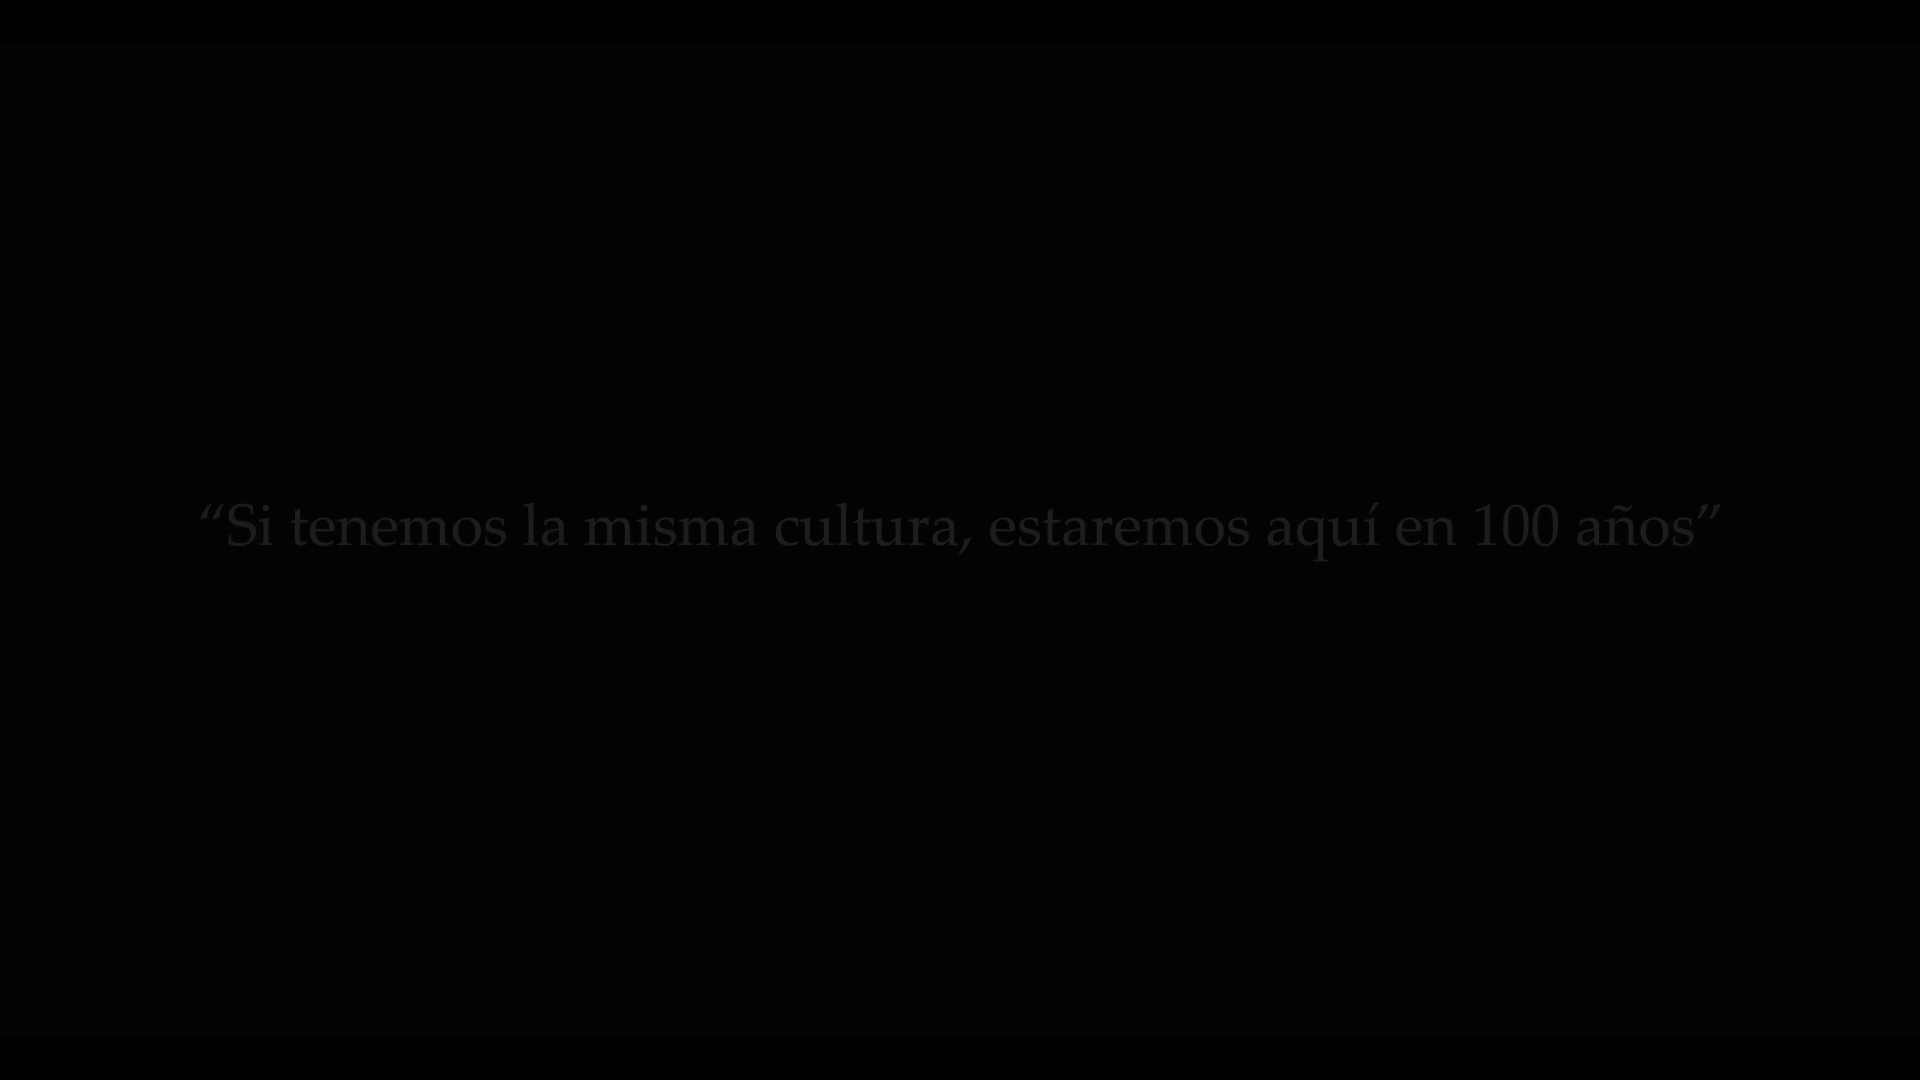 “Si tenemos la misma cultura, estaremos aquí en 100 años”